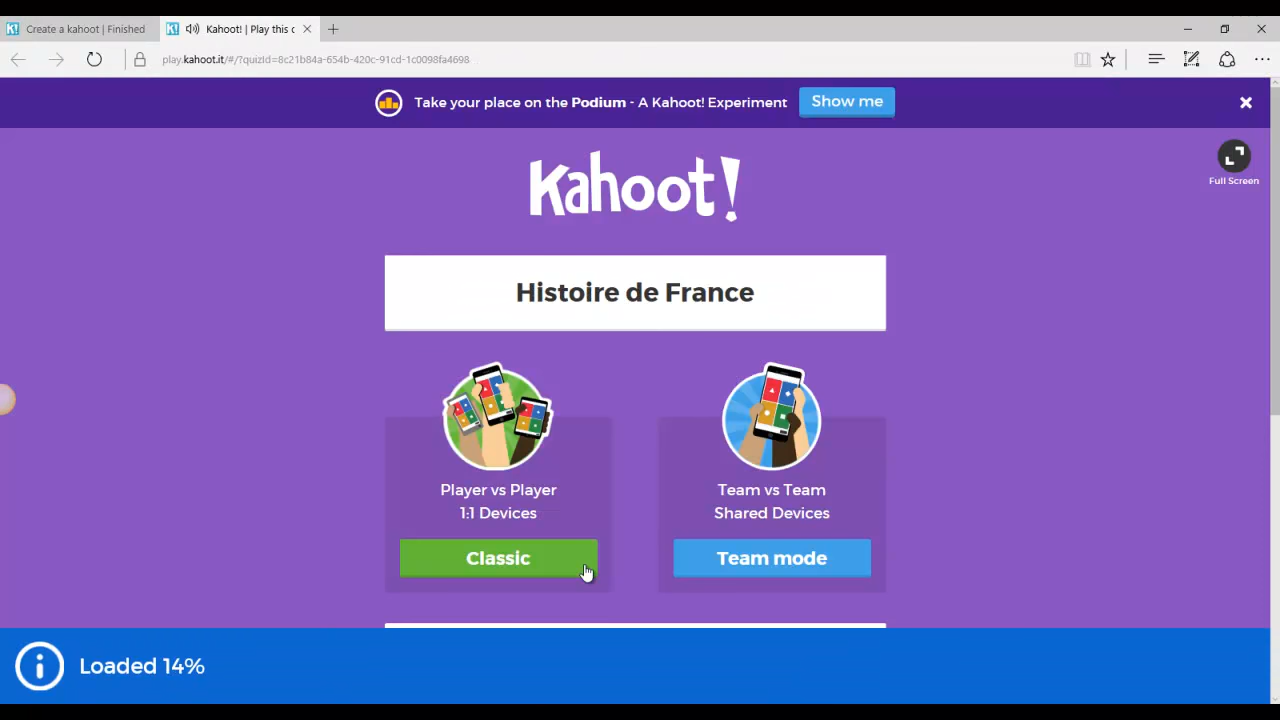 Create a kahoot | Finished
Kahoot! | Play this
play.kahoot.it/#/?quizId=8c21b84a-654b-420c-91cd-1c0098fa4698
Take your place on the Podium - A Kahoot! Experiment
Show me
Kahoot!
Full Screen
Histoire de France
Player vs Player
1:1 Devices
Classic
Team vs Team
Shared Devices
Team mode
Loaded 14%